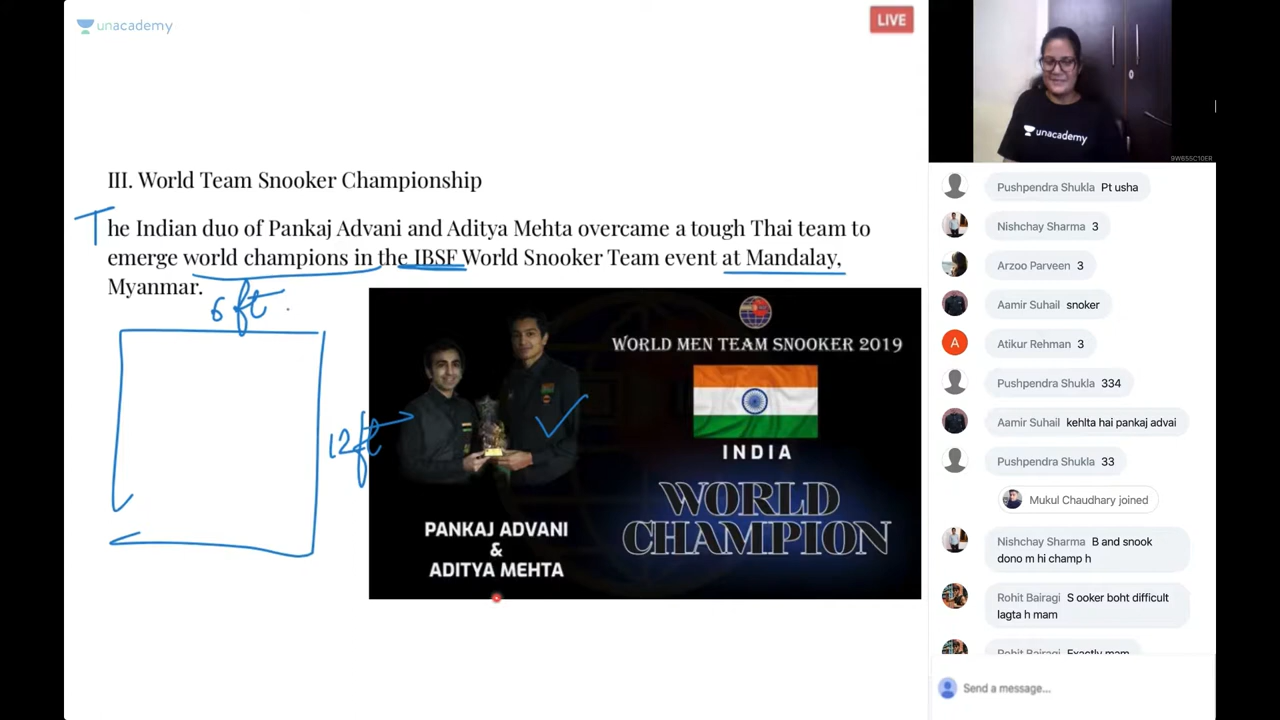 unacademy
LIVE
III. World Team Snooker Championship
The Indian duo of Pankaj Advani and Aditya Mehta overcame a tough Thai team to
emerge world champions in the IBSF World Snooker Team event at Mandalay,
Myanmar.
6 ft
12 ft
WORLD MEN TEAM SNOOKER 2019
INDIA
WORLD
CHAMPION
PANKAJ ADVANI
&
ADITYA MEHTA
unacademy
9W655C10ER
Pushpendra Shukla Pt usha
Nishchay Sharma 3
Arzoo Parveen 3
Aamir Suhail snoker
A
Atikur Rehman 3
Pushpendra Shukla 334
Aamir Suhail kehlta hai pankaj advai
Pushpendra Shukla 33
Mukul Chaudhary joined
Nishchay Sharma B and snook
dono m hi champ h
Rohit Bairagi S ooker boht difficult
lagta h mam
Rohit Bairagi Exactly mam
Send a message...